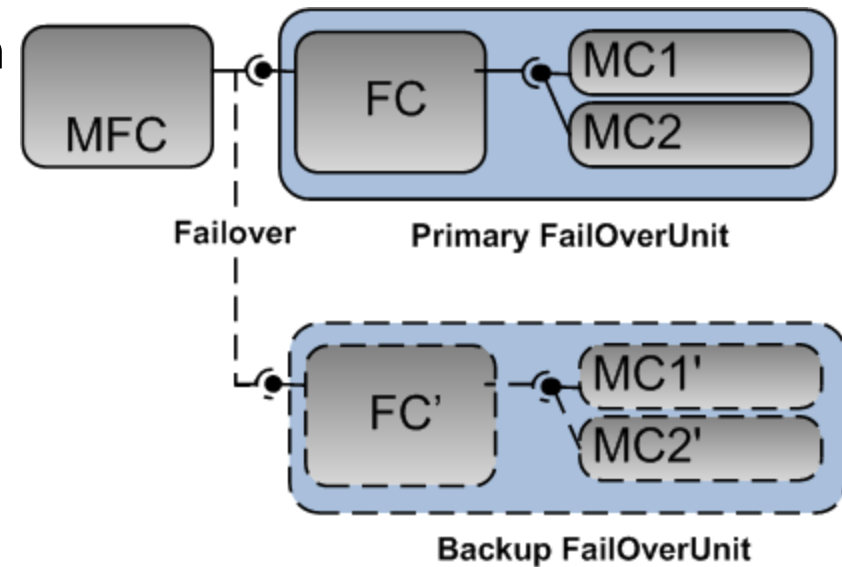 MFC
FC
MC1
MC2
Failover
Primary FailOverUnit
FC’
MC1'
MC2'
Backup FailOverUnit